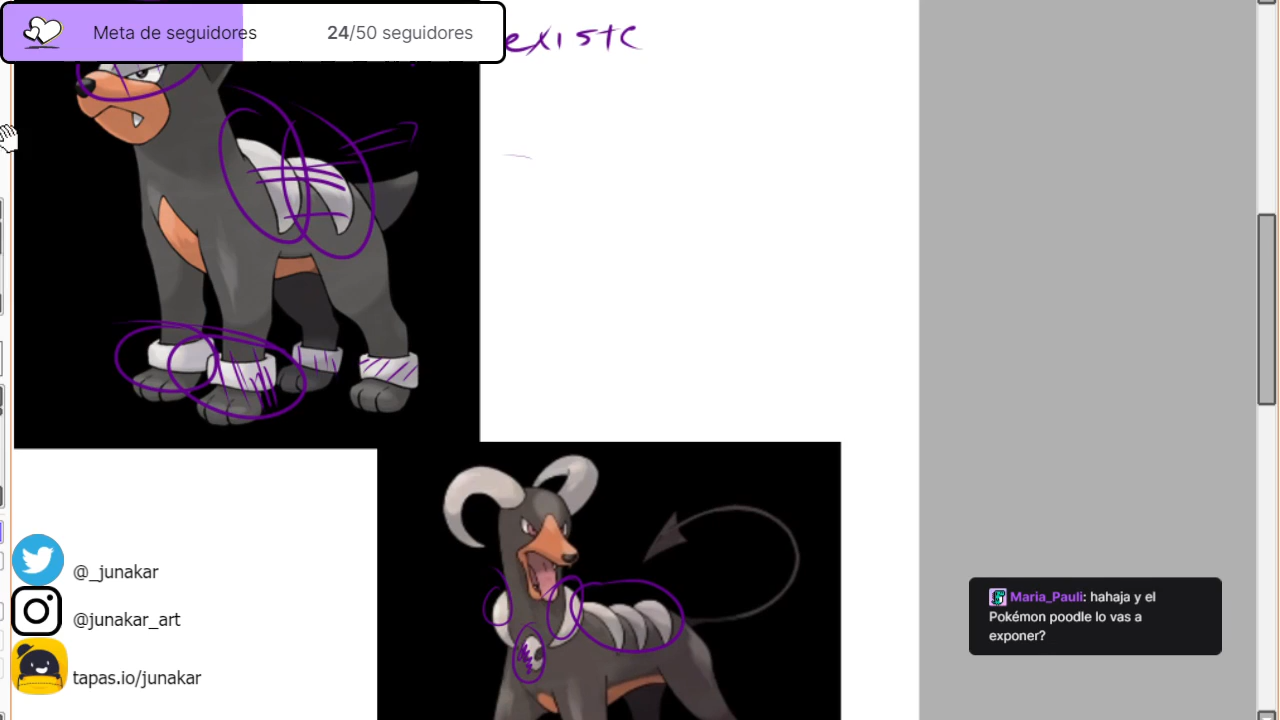 Meta de seguidores 24/50 seguidores
existe
@_junakar
@junakar_art
tapas.io/junakar
Maria_Pauli: hahaja y el
Pokémon poodle lo vas a
exponer?